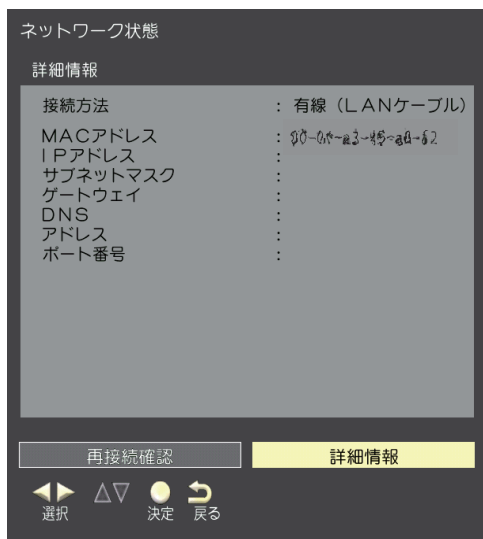 ネットワーク状態
詳細情報
接続方法 : 有線（ＬＡＮケーブル）
ＭＡＣアドレス :
ＩＰアドレス :
サブネットマスク :
ゲートウェイ :
ＤＮＳ :
アドレス :
ポート番号 :
再接続確認 詳細情報
選択 決定 戻る